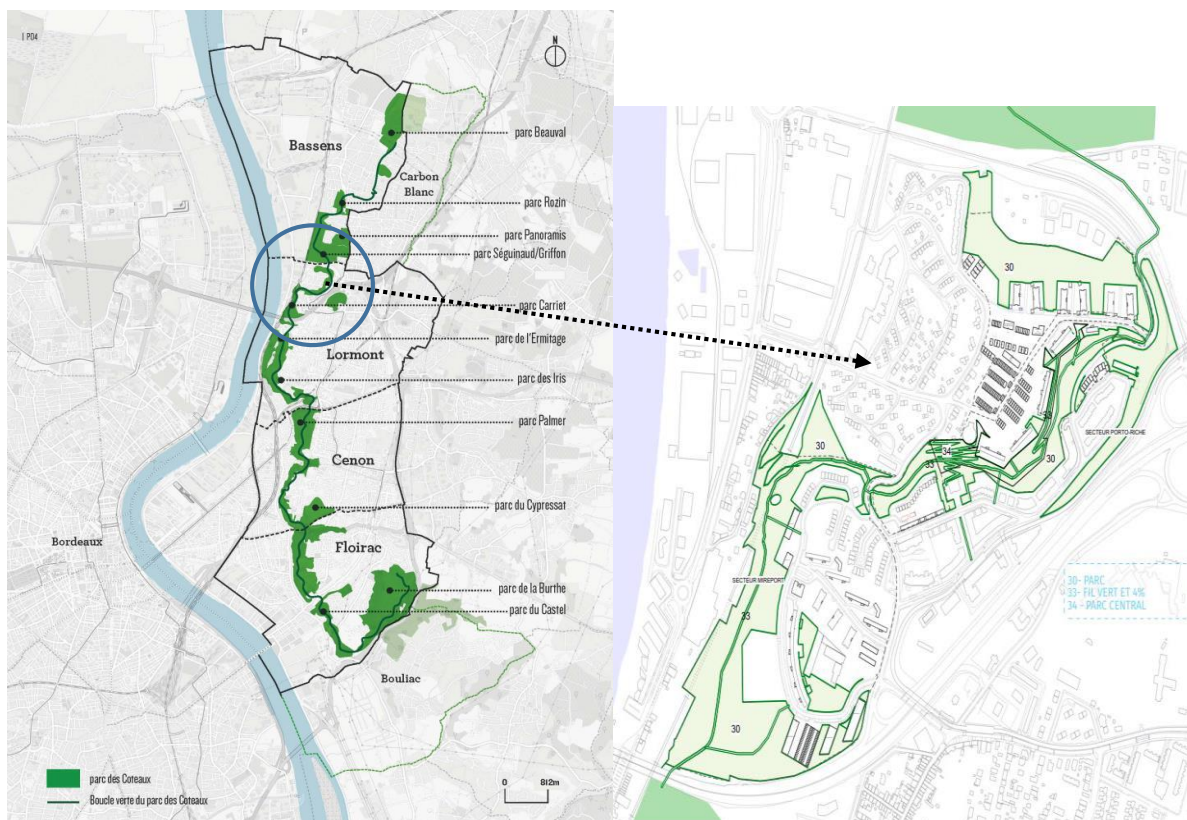 I P04
N
parc Beauval
Bassens
Carbon
Blanc
parc Rozin
parc Panoramis
parc Séguinaud/Griffon
parc Carriet
parc de l'Ermitage
Lormont
parc des Iris
parc Palmer
Cenon
parc du Cypressat
Bordeaux
Floirac
parc de la Burthe
parc du Castel
Bouliac
parc des Coteaux
Boucle verte du parc des Coteaux
0 812m
30
33
SECTEUR PORTO-RICHE
30
34
33
30
SECTEUR MIREPORT
33
30
30- PARC
33- FIL VERT ET 4%
34 - PARC CENTRAL